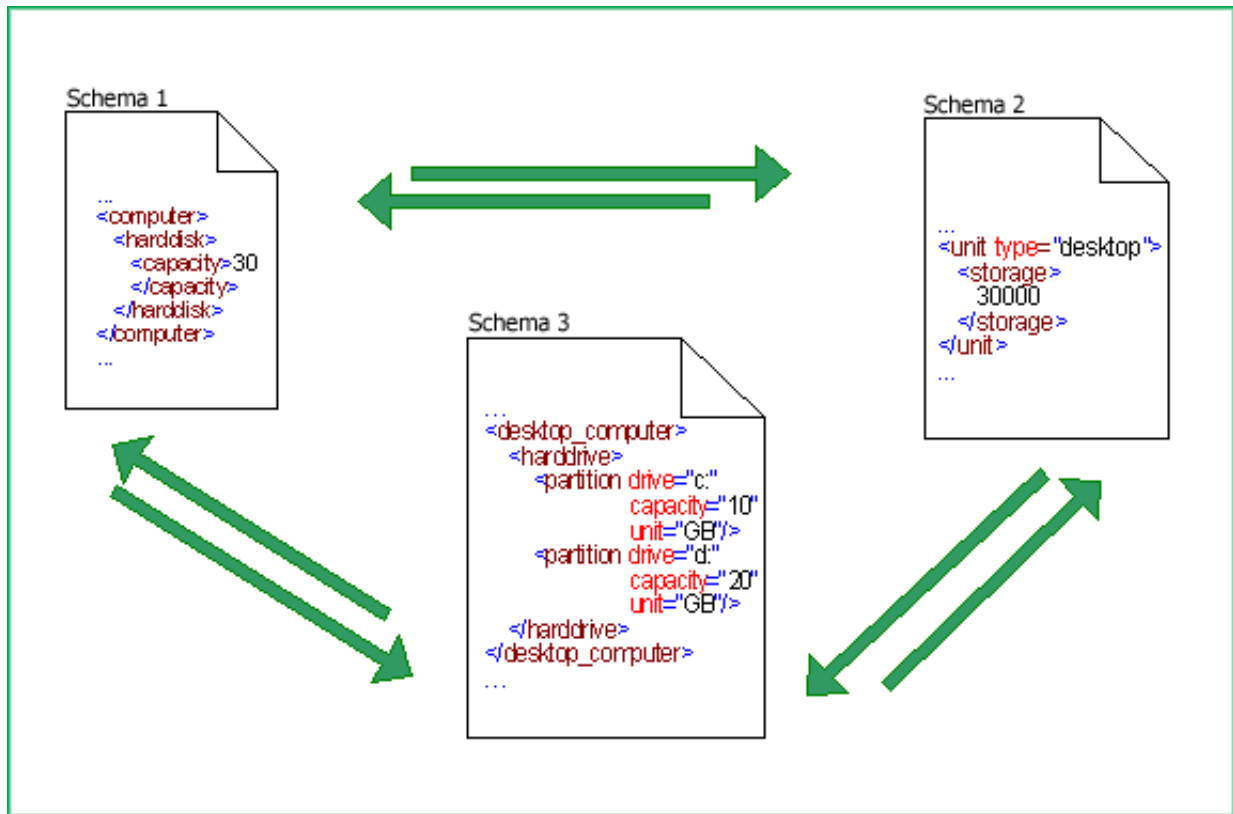 Schema 1
...
<computer>
<harddisk>
<capacity>30
</capacity>
</harddisk>
</computer>
...
Schema 2
...
<unit type="desktop">
<storage>
30000
</storage>
</unit>
...
Schema 3
...
<desktop_computer>
<harddrive>
<partition drive="c:"
capacity="10"
unit="GB"/>
<partition drive="d:"
capacity="20"
unit="GB"/>
</harddrive>
</desktop_computer>
...